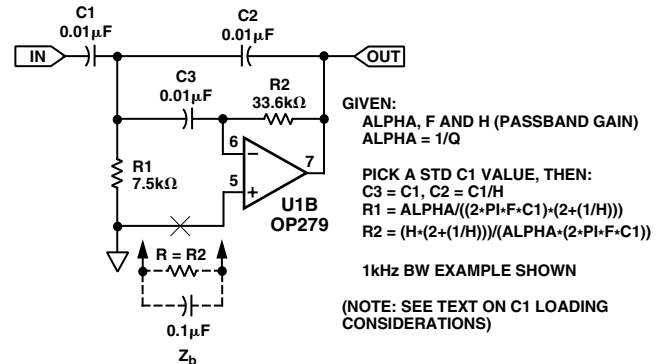 C1
0.01µF
C2
0.01µF
IN
OUT
C3
0.01µF
R2
33.6kΩ
R1
7.5kΩ
6
7
5
U1B
OP279
R = R2
0.1µF
Zb
GIVEN:
ALPHA, F AND H (PASSBAND GAIN)
ALPHA = 1/Q
PICK A STD C1 VALUE, THEN:
C3 = C1, C2 = C1/H
R1 = ALPHA/((2*PI*F*C1)*(2+(1/H)))
R2 = (H*(2+(1/H)))/(ALPHA*(2*PI*F*C1))
1kHz BW EXAMPLE SHOWN
(NOTE: SEE TEXT ON C1 LOADING
CONSIDERATIONS)